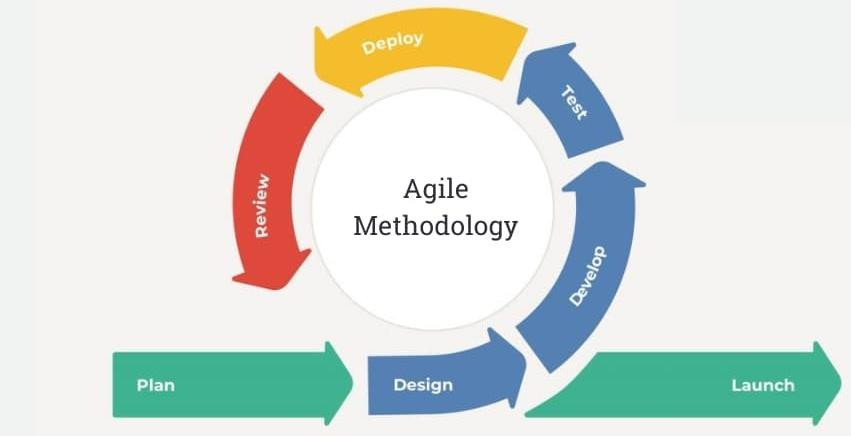 Deploy
Test
Agile
Methodology
Review
Develop
Plan
Design
Launch